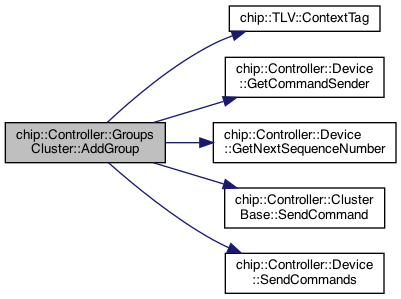 chip::TLV::ContextTag
chip::Controller::Device
::GetCommandSender
chip::Controller::Groups
Cluster::AddGroup
chip::Controller::Device
::GetNextSequenceNumber
chip::Controller::Cluster
Base::SendCommand
chip::Controller::Device
::SendCommands